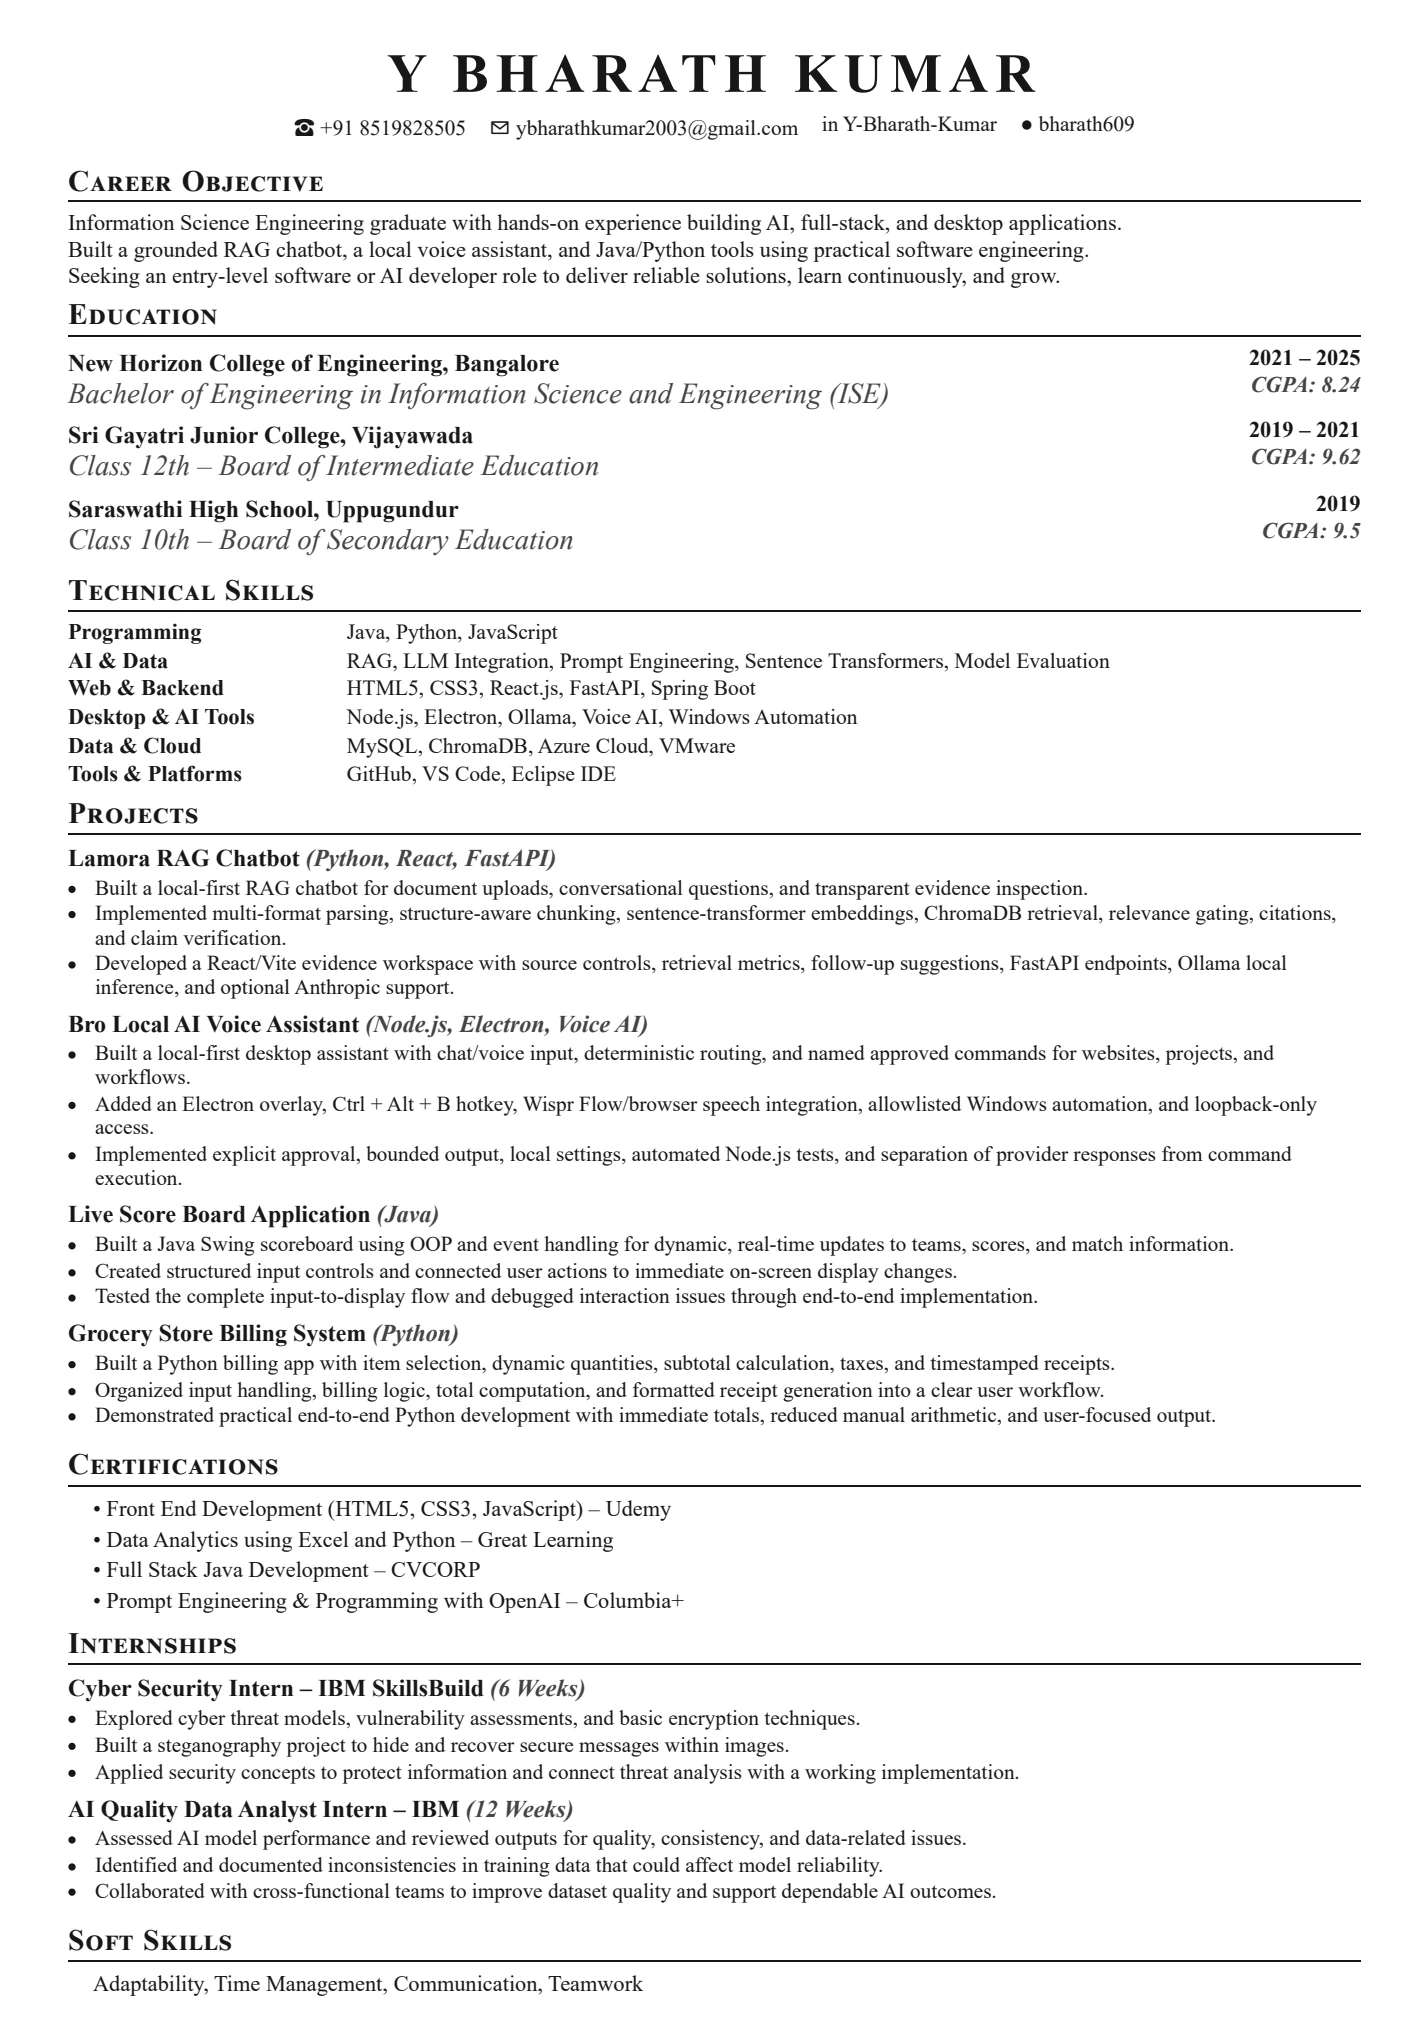 Y BHARATH KUMAR
☎ +91 8519828505 ✉ ybharathkumar2003@gmail.com in Y-Bharath-Kumar ● bharath609
CAREER OBJECTIVE
Information Science Engineering graduate with hands-on experience building AI, full-stack, and desktop applications.
Built a grounded RAG chatbot, a local voice assistant, and Java/Python tools using practical software engineering.
Seeking an entry-level software or AI developer role to deliver reliable solutions, learn continuously, and grow.
EDUCATION
New Horizon College of Engineering, Bangalore 2021 – 2025
Bachelor of Engineering in Information Science and Engineering (ISE) CGPA: 8.24
Sri Gayatri Junior College, Vijayawada 2019 – 2021
Class 12th – Board of Intermediate Education CGPA: 9.62
Saraswathi High School, Uppugundur 2019
Class 10th – Board of Secondary Education CGPA: 9.5
TECHNICAL SKILLS
Programming Java, Python, JavaScript
AI & Data RAG, LLM Integration, Prompt Engineering, Sentence Transformers, Model Evaluation
Web & Backend HTML5, CSS3, React.js, FastAPI, Spring Boot
Desktop & AI Tools Node.js, Electron, Ollama, Voice AI, Windows Automation
Data & Cloud MySQL, ChromaDB, Azure Cloud, VMware
Tools & Platforms GitHub, VS Code, Eclipse IDE
PROJECTS
Lamora RAG Chatbot (Python, React, FastAPI)
• Built a local-first RAG chatbot for document uploads, conversational questions, and transparent evidence inspection.
• Implemented multi-format parsing, structure-aware chunking, sentence-transformer embeddings, ChromaDB retrieval, relevance gating, citations,
and claim verification.
• Developed a React/Vite evidence workspace with source controls, retrieval metrics, follow-up suggestions, FastAPI endpoints, Ollama local
inference, and optional Anthropic support.
Bro Local AI Voice Assistant (Node.js, Electron, Voice AI)
• Built a local-first desktop assistant with chat/voice input, deterministic routing, and named approved commands for websites, projects, and
workflows.
• Added an Electron overlay, Ctrl + Alt + B hotkey, Wispr Flow/browser speech integration, allowlisted Windows automation, and loopback-only
access.
• Implemented explicit approval, bounded output, local settings, automated Node.js tests, and separation of provider responses from command
execution.
Live Score Board Application (Java)
• Built a Java Swing scoreboard using OOP and event handling for dynamic, real-time updates to teams, scores, and match information.
• Created structured input controls and connected user actions to immediate on-screen display changes.
• Tested the complete input-to-display flow and debugged interaction issues through end-to-end implementation.
Grocery Store Billing System (Python)
• Built a Python billing app with item selection, dynamic quantities, subtotal calculation, taxes, and timestamped receipts.
• Organized input handling, billing logic, total computation, and formatted receipt generation into a clear user workflow.
• Demonstrated practical end-to-end Python development with immediate totals, reduced manual arithmetic, and user-focused output.
CERTIFICATIONS
• Front End Development (HTML5, CSS3, JavaScript) – Udemy
• Data Analytics using Excel and Python – Great Learning
• Full Stack Java Development – CVCORP
• Prompt Engineering & Programming with OpenAI – Columbia+
INTERNSHIPS
Cyber Security Intern – IBM SkillsBuild (6 Weeks)
• Explored cyber threat models, vulnerability assessments, and basic encryption techniques.
• Built a steganography project to hide and recover secure messages within images.
• Applied security concepts to protect information and connect threat analysis with a working implementation.
AI Quality Data Analyst Intern – IBM (12 Weeks)
• Assessed AI model performance and reviewed outputs for quality, consistency, and data-related issues.
• Identified and documented inconsistencies in training data that could affect model reliability.
• Collaborated with cross-functional teams to improve dataset quality and support dependable AI outcomes.
SOFT SKILLS
Adaptability, Time Management, Communication, Teamwork